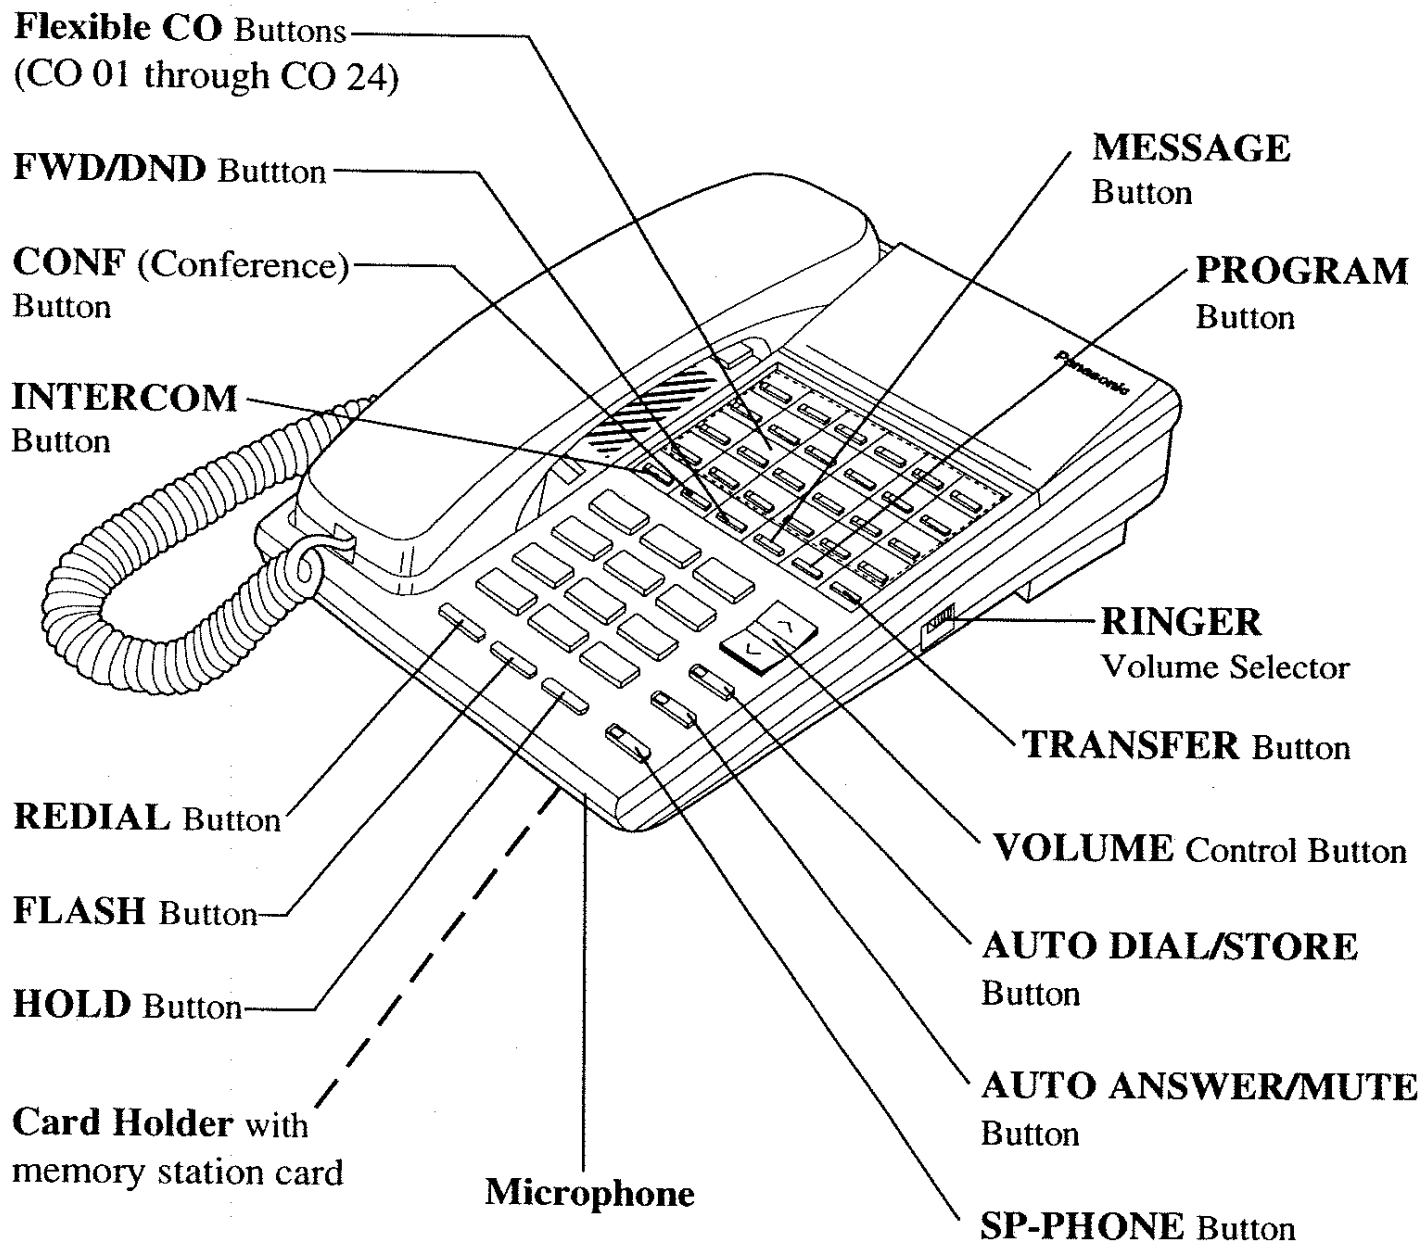 Flexible CO Buttons
(CO 01 through CO 24)
FWD/DND Buttton
CONF (Conference)
Button
INTERCOM
Button
REDIAL Button
FLASH Button
HOLD Button
Card Holder with
memory station card
Microphone
MESSAGE
Button
PROGRAM
Button
Panasonic
RINGER
Volume Selector
TRANSFER Button
VOLUME Control Button
AUTO DIAL/STORE
Button
AUTO ANSWER/MUTE
Button
SP-PHONE Button